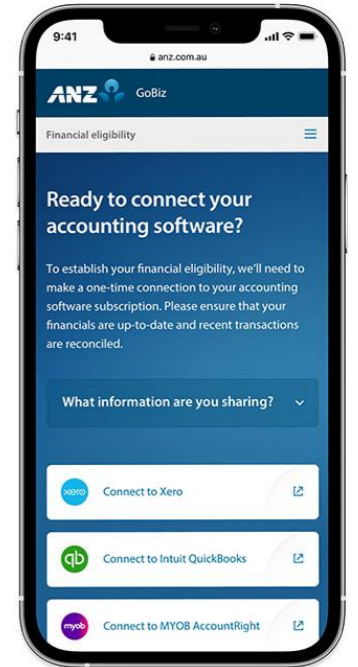 9:41
anz.com.au
ANZ GoBiz
Financial eligibility
Ready to connect your
accounting software?
To establish your financial eligibility, we'll need to
make a one-time connection to your accounting
software subscription. Please ensure that your
financials are up-to-date and recent transactions
are reconciled.
What information are you sharing?
xero Connect to Xero
qb Connect to Intuit QuickBooks
myob Connect to MYOB AccountRight